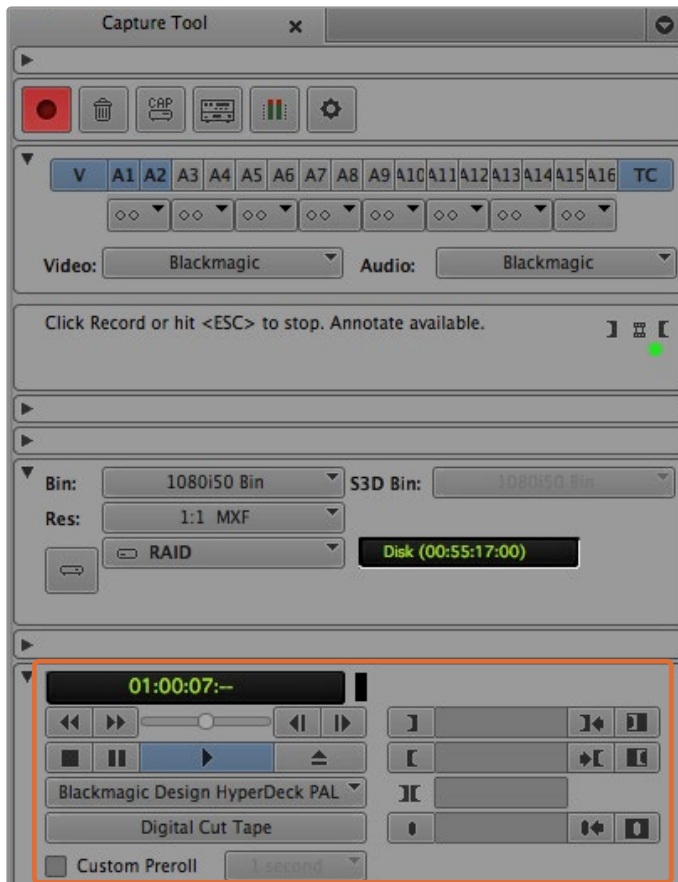 Capture Tool
CAP
V A1 A2 A3 A4 A5 A6 A7 A8 A9 A10 A11 A12 A13 A14 A15 A16 TC
Video: Blackmagic Audio: Blackmagic
Click Record or hit <ESC> to stop. Annotate available.
Bin: 1080i50 Bin S3D Bin: 1080i50 Bin
Res: 1:1 MXF
RAID Disk (00:55:17:00)
01:00:07:--
Blackmagic Design HyperDeck PAL
Digital Cut Tape
Custom Preroll 1 second